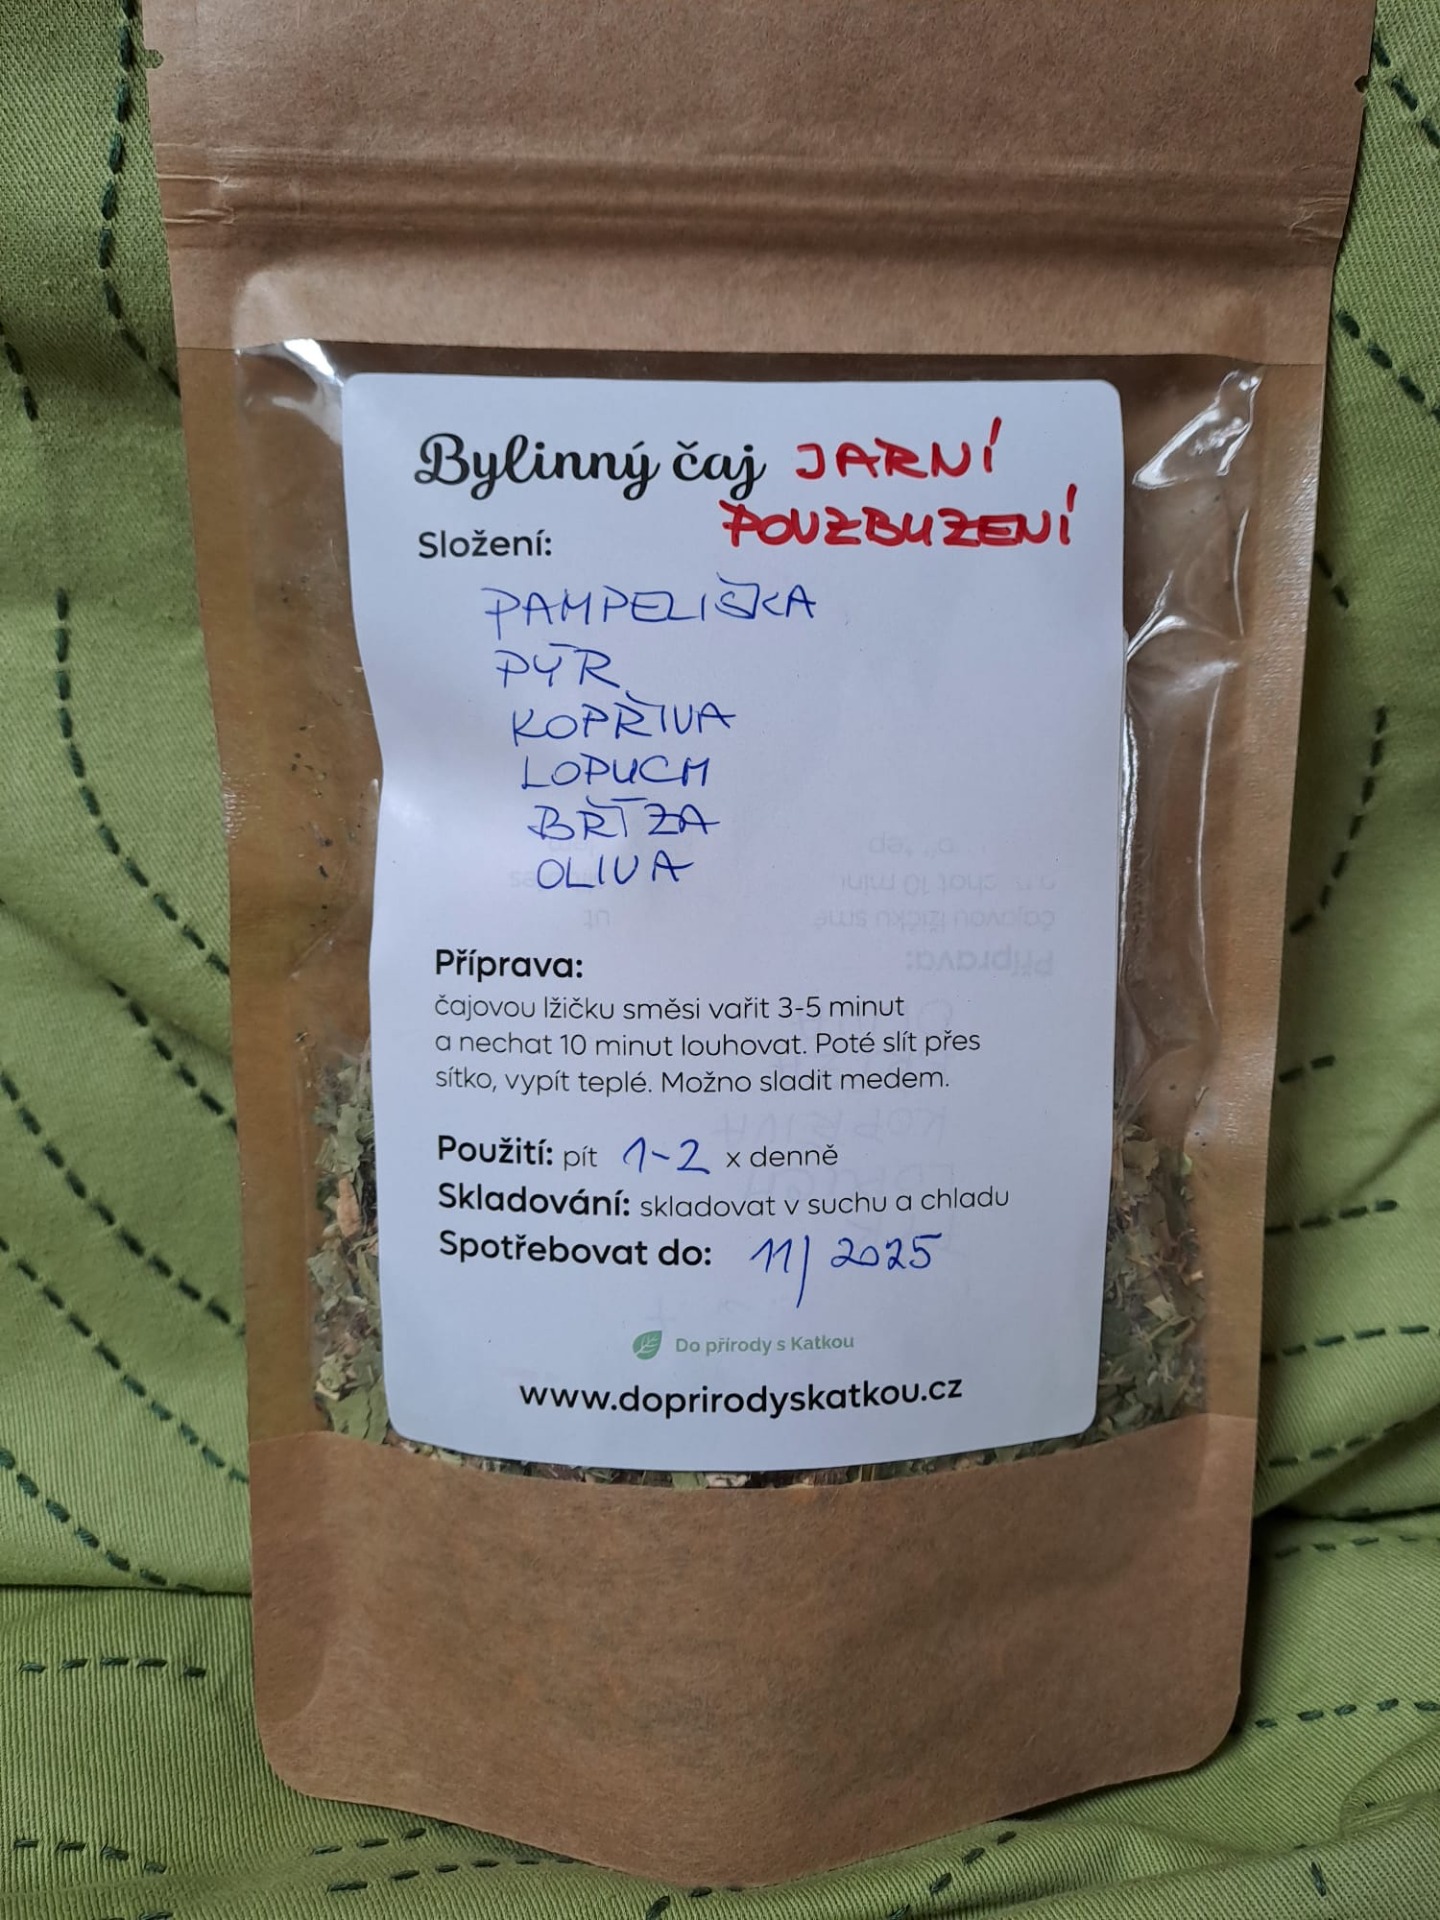 Bylinný čaj JARNÍ
POVZBUZENÍ
Složení:
PAMPELIŠKA
PÝR
KOPŘIVA
LOPUCH
BŘÍZA
OLIVA
Příprava:
čajovou lžičku směsi vařit 3-5 minut
a nechat 10 minut louhovat. Poté slít přes
sítko, vypít teplé. Možno sladit medem.
Použití: pít 1-2 x denně
Skladování: skladovat v suchu a chladu
Spotřebovat do: 11/2025
Do přírody s Katkou
www.doprirodyskatkou.cz